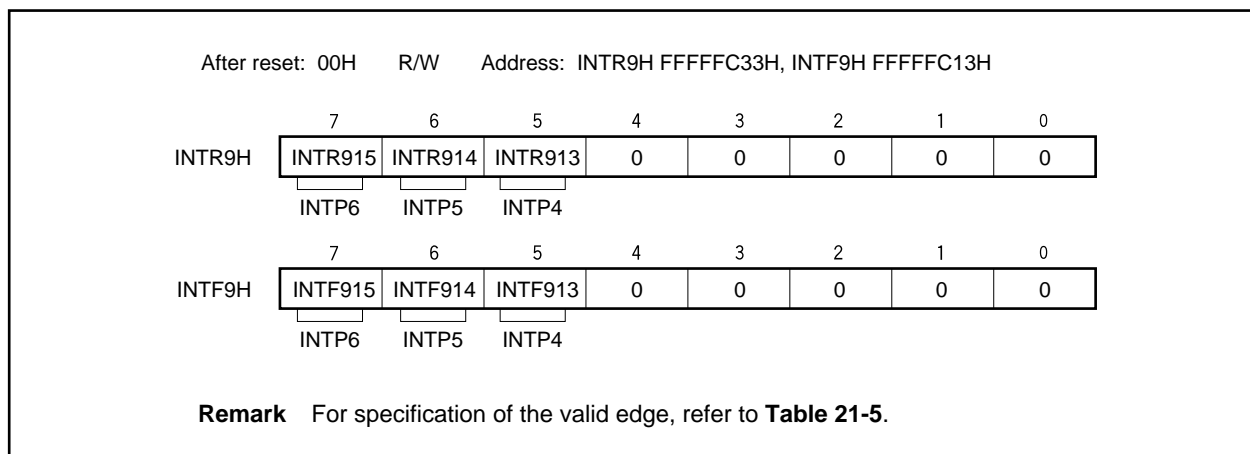 After reset: 00H R/W Address: INTR9H FFFFFC33H, INTF9H FFFFFC13H
7 6 5 4 3 2 1 0
INTR9H INTR915 INTR914 INTR913 0 0 0 0 0
INTP6 INTP5 INTP4
7 6 5 4 3 2 1 0
INTF9H INTF915 INTF914 INTF913 0 0 0 0 0
INTP6 INTP5 INTP4
Remark For specification of the valid edge, refer to Table 21-5.